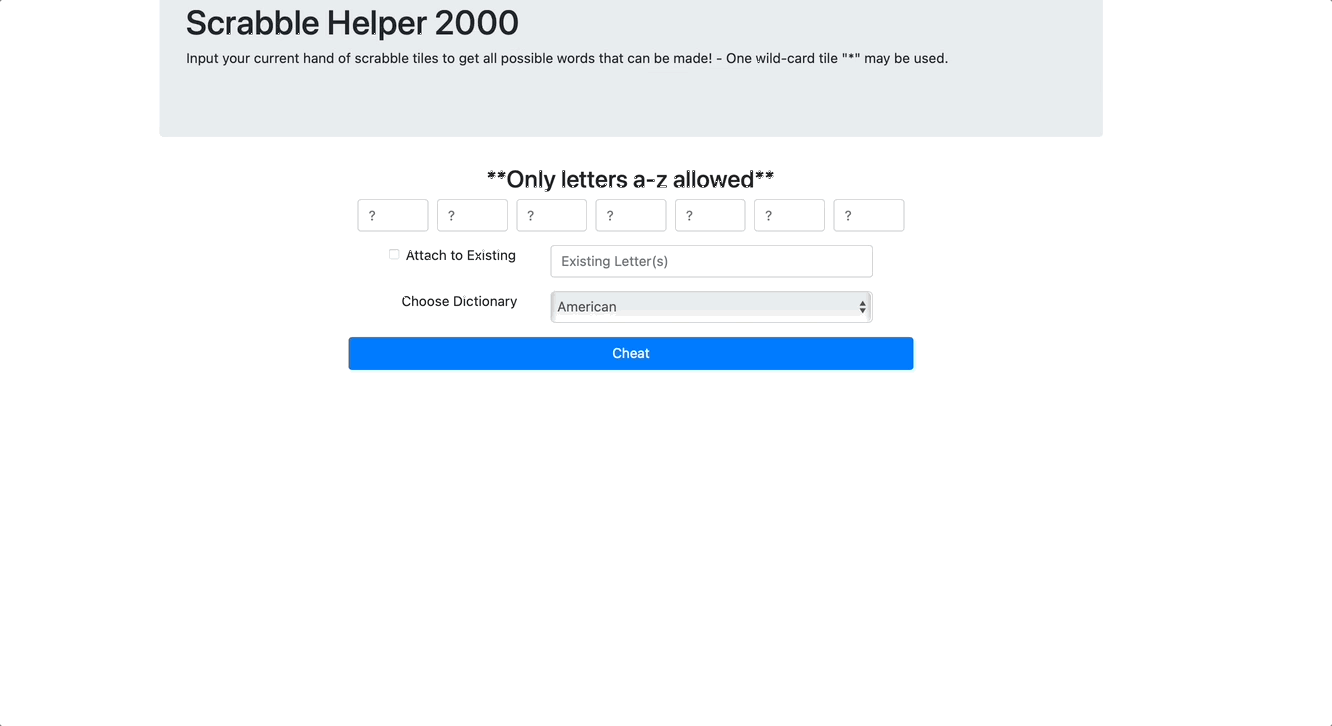 Scrabble Helper 2000
Input your current hand of scrabble tiles to get all possible words that can be made! - One wild-card tile "*" may be used.
**Only letters a-z allowed**
? ? ? ? ? ? ?
Attach to Existing Existing Letter(s)
Choose Dictionary American
Cheat